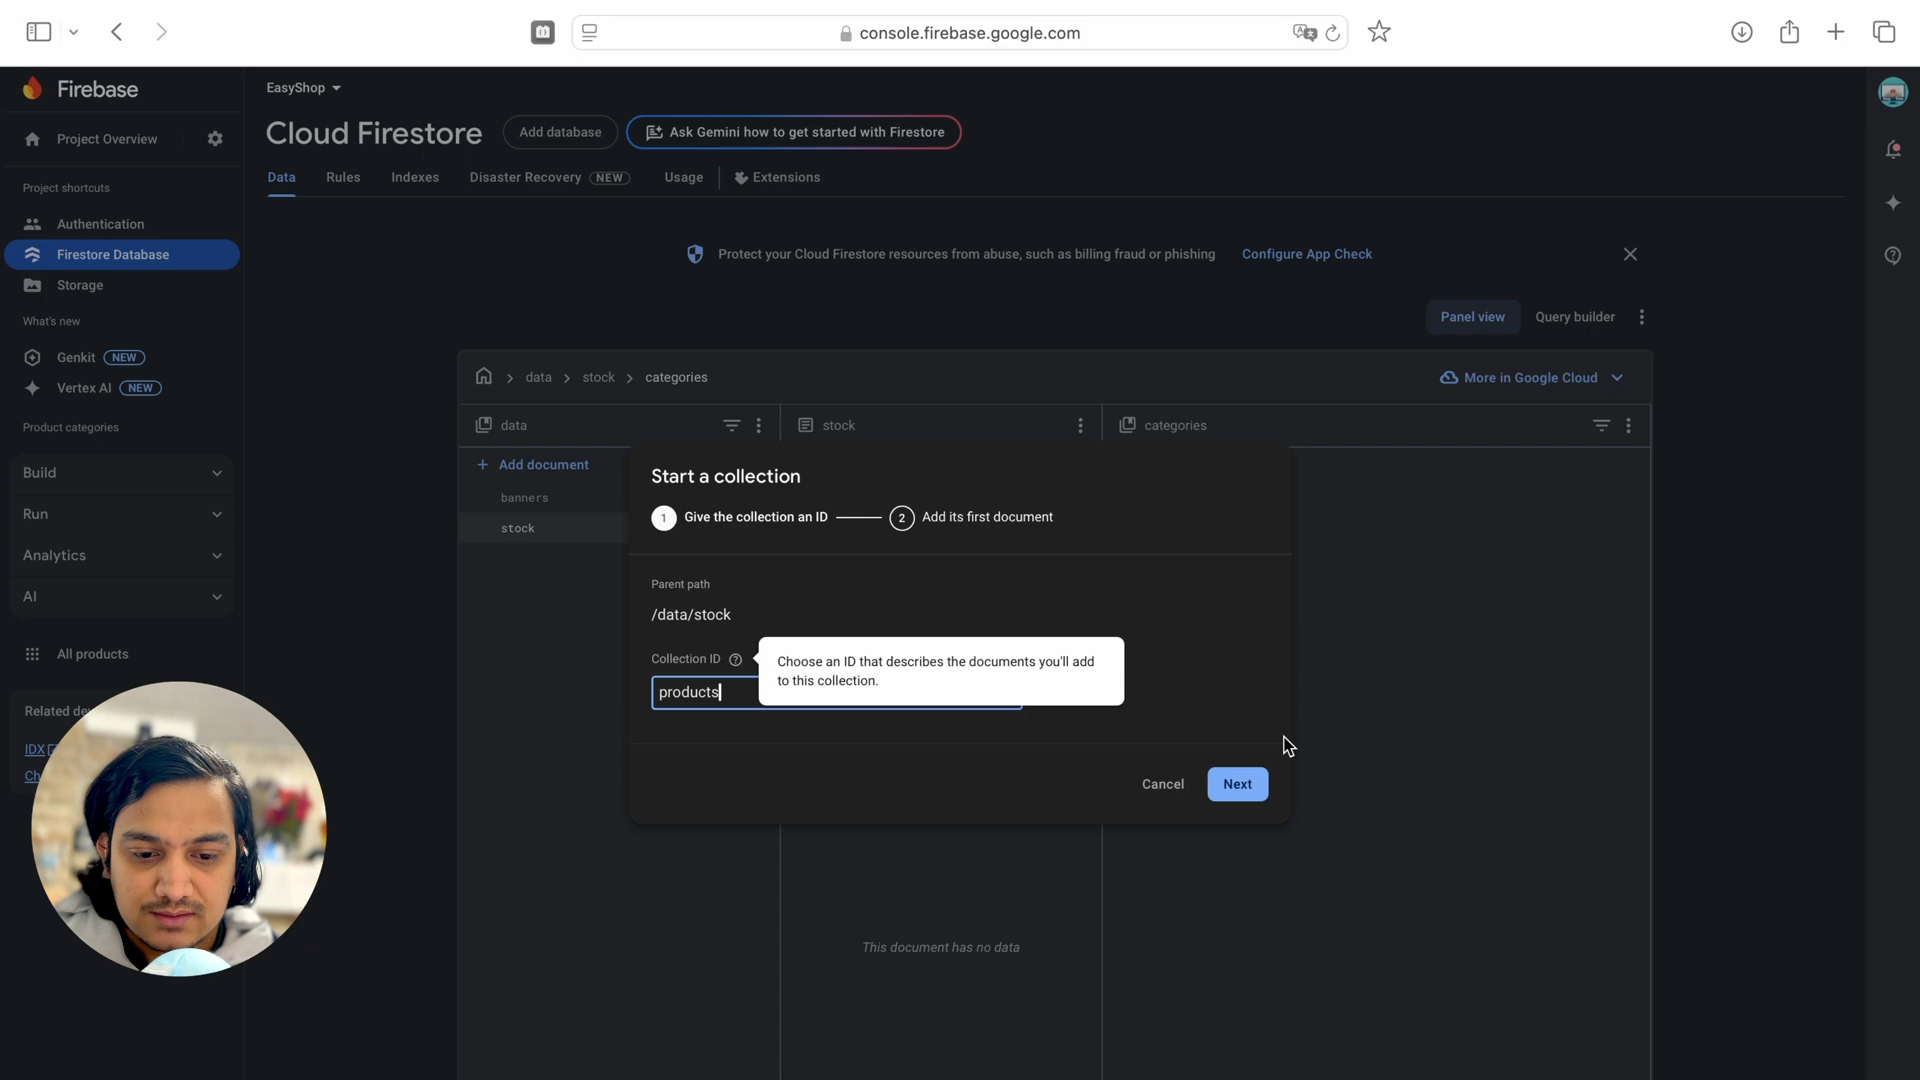 console.firebase.google.com
Firebase
EasyShop
Project Overview
Cloud Firestore
Add database
Ask Gemini how to get started with Firestore
Data
Rules
Indexes
Disaster Recovery NEW
Usage
Extensions
Project shortcuts
Authentication
Firestore Database
Storage
What's new
Genkit NEW
Vertex AI NEW
Product categories
Build
Run
Analytics
AI
All products
Related de
IDX
Ch
Protect your Cloud Firestore resources from abuse, such as billing fraud or phishing Configure App Check
Panel view
Query builder
data
stock
categories
More in Google Cloud
data
stock
categories
Add document
banners
stock
Start a collection
1 Give the collection an ID
2 Add its first document
Parent path
/data/stock
Collection ID
Choose an ID that describes the documents you'll add
to this collection.
products
Cancel
Next
This document has no data